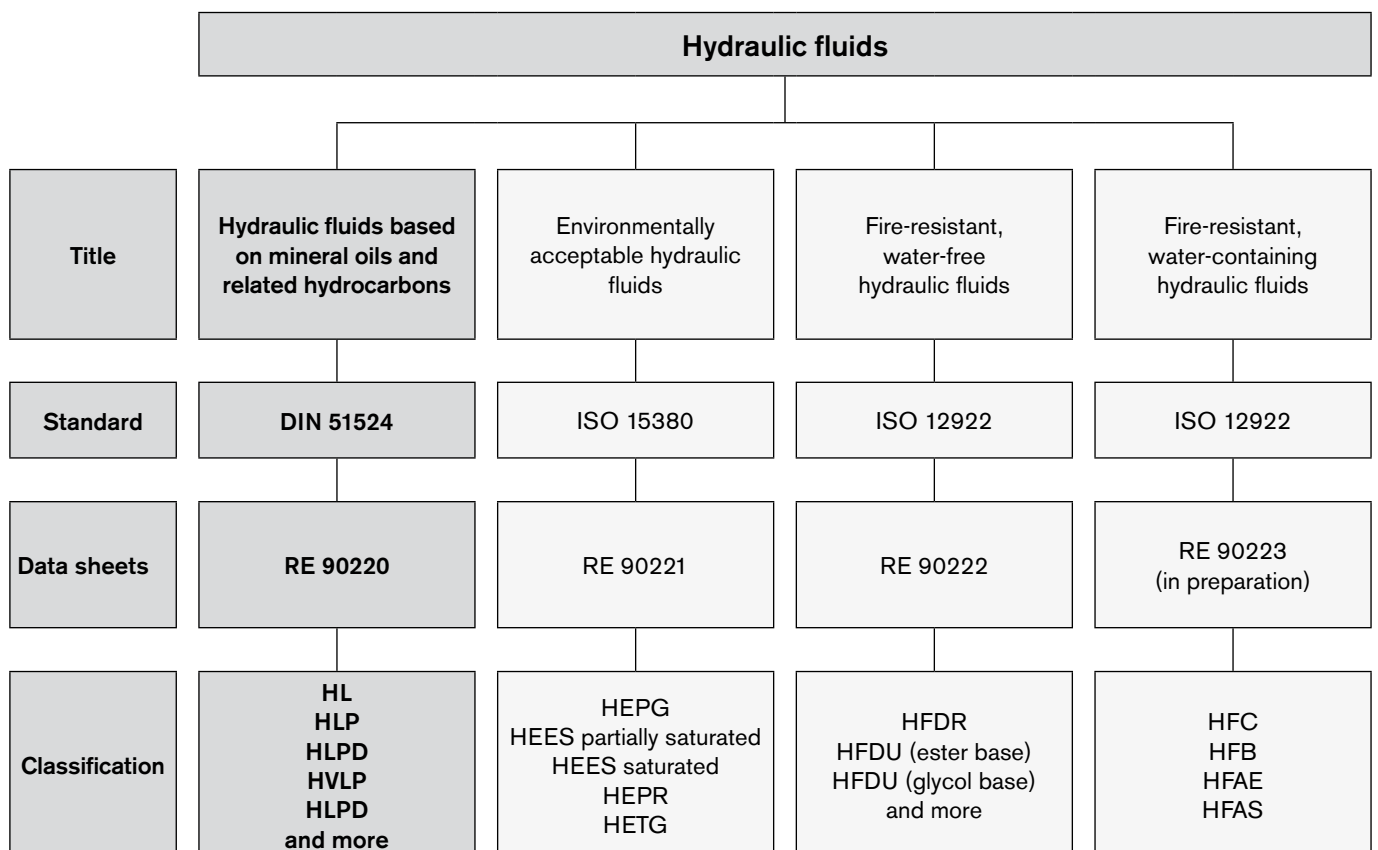 Hydraulic fluids
Title
Hydraulic fluids based
on mineral oils and
related hydrocarbons
Environmentally
acceptable hydraulic
fluids
Fire-resistant,
water-free
hydraulic fluids
Fire-resistant,
water-containing
hydraulic fluids
Standard
DIN 51524
ISO 15380
ISO 12922
ISO 12922
Data sheets
RE 90220
RE 90221
RE 90222
RE 90223
(in preparation)
Classification
HL
HLP
HLPD
HVLP
HLPD
and more
HEPG
HEES partially saturated
HEES saturated
HEPR
HETG
HFDR
HFDU (ester base)
HFDU (glycol base)
and more
HFC
HFB
HFAE
HFAS